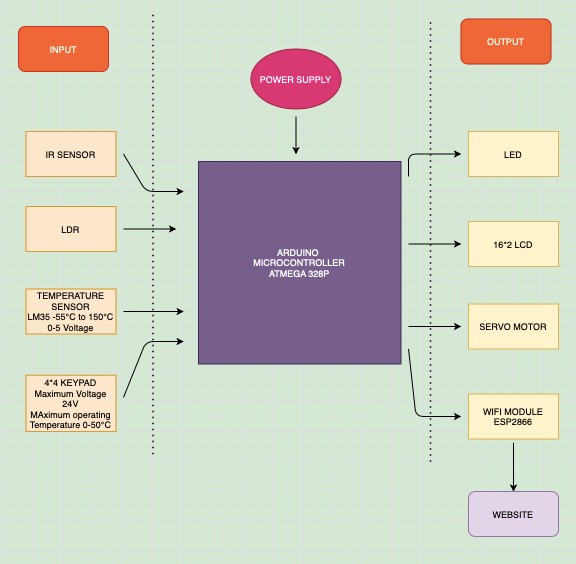 INPUT
OUTPUT
POWER SUPPLY
IR SENSOR
LED
LDR
16*2 LCD
ARDUINO
MICROCONTROLLER
ATMEGA 328P
TEMPERATURE
SENSOR
LM35 -55°C to 150°C
0-5 Voltage
SERVO MOTOR
4*4 KEYPAD
Maximum Voltage
24V
MAximum operating
Temperature 0-50°C
WIFI MODULE
ESP2866
WEBSITE